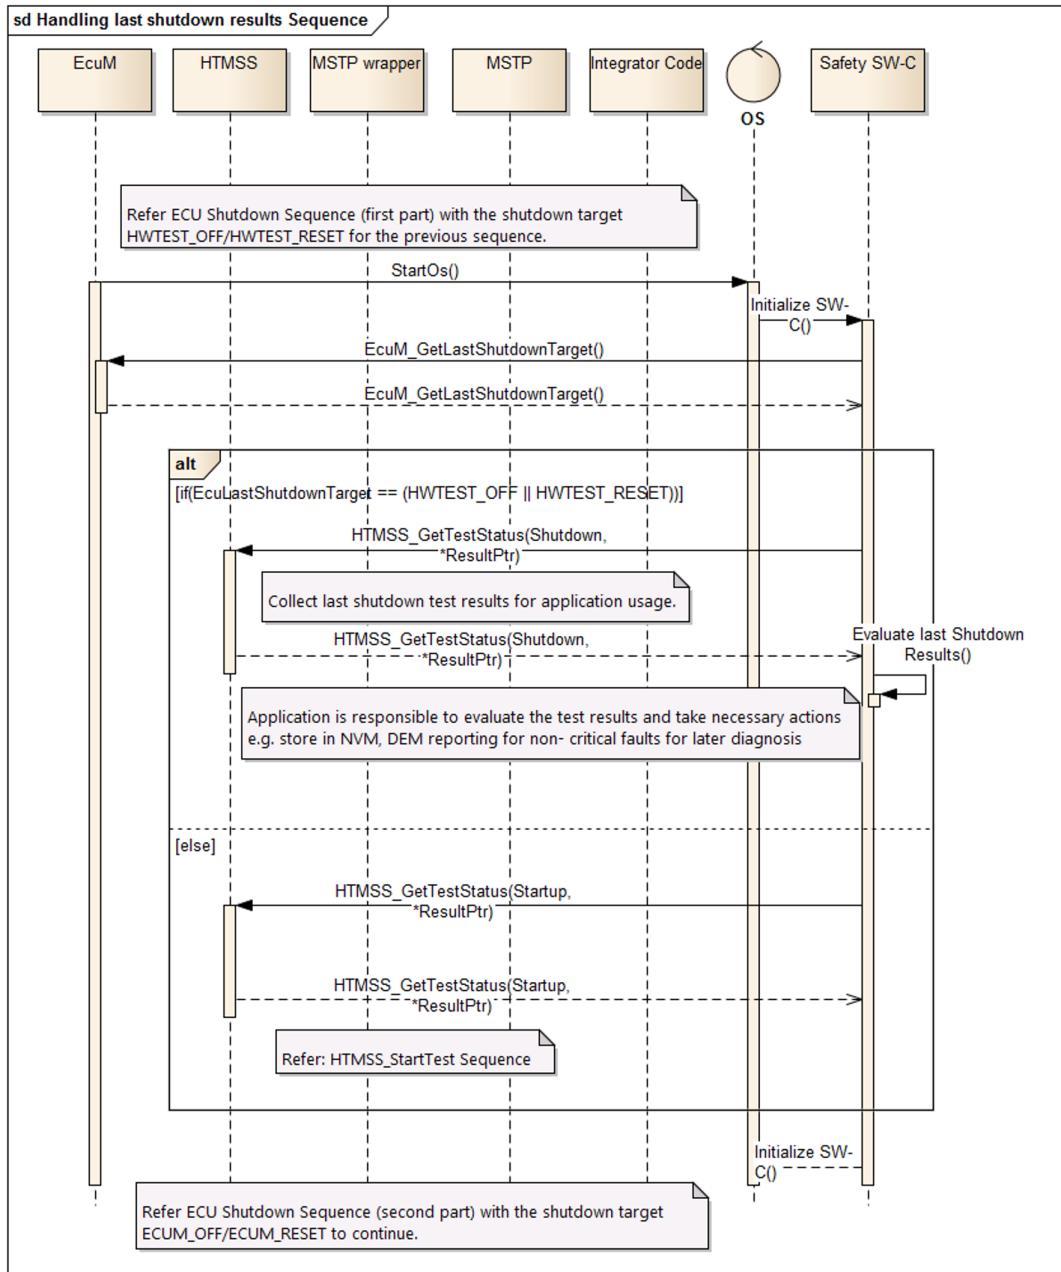 sd Handling last shutdown results Sequence
EcuM
HTMSS
MSTP wrapper
MSTP
Integrator Code
OS
Safety SW-C
Refer ECU Shutdown Sequence (first part) with the shutdown target
HWTEST_OFF/HWTEST_RESET for the previous sequence.
StartOs()
Initialize SW-
C()
EcuM_GetLastShutdownTarget()
EcuM_GetLastShutdownTarget()
alt
[if(EcuLastShutdownTarget == (HWTEST_OFF || HWTEST_RESET))]
HTMSS_GetTestStatus(Shutdown,
*ResultPtr)
Collect last shutdown test results for application usage.
HTMSS_GetTestStatus(Shutdown,
*ResultPtr)
Evaluate last Shutdown
Results()
Application is responsible to evaluate the test results and take necessary actions
e.g. store in NVM, DEM reporting for non- critical faults for later diagnosis
[else]
HTMSS_GetTestStatus(Startup,
*ResultPtr)
HTMSS_GetTestStatus(Startup,
*ResultPtr)
Refer: HTMSS_StartTest Sequence
Initialize SW-
C()
Refer ECU Shutdown Sequence (second part) with the shutdown target
ECUM_OFF/ECUM_RESET to continue.